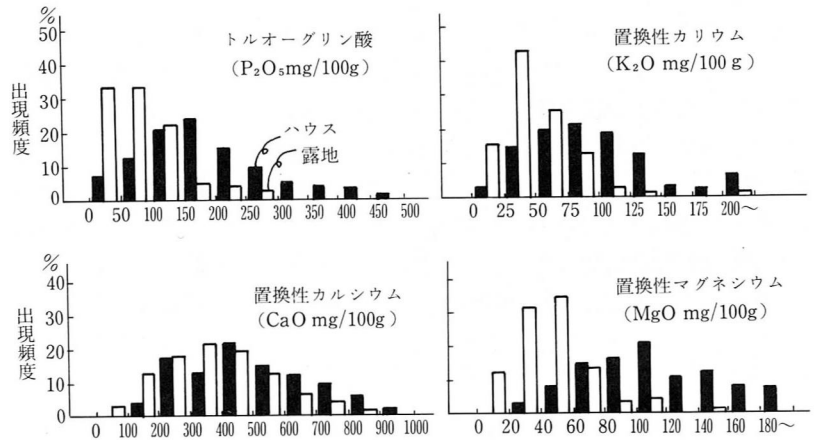 %
50
40
30
20
10
0
出現頻度
トルオーグリン酸
(P₂O₅mg/100g)
ハウス
露地
0 50 100 150 200 250 300 350 400 450 500
置換性カリウム
(K₂O mg/100g)
0 25 50 75 100 125 150 175 200～
%
40
30
20
10
0
出現頻度
置換性カルシウム
(CaO mg/100g)
0 100 200 300 400 500 600 700 800 900 1000
置換性マグネシウム
(MgO mg/100g)
0 20 40 60 80 100 120 140 160 180～